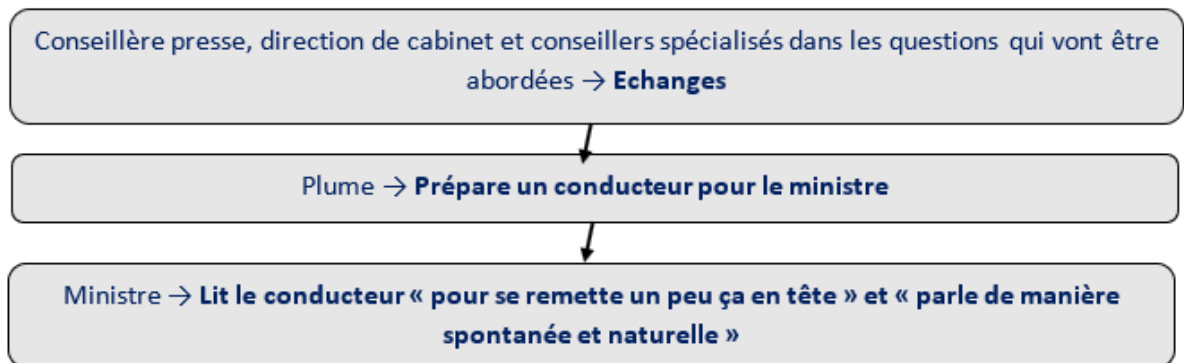 Conseillère presse, direction de cabinet et conseillers spécialisés dans les questions qui vont être
abordées → Echanges
Plume → Prépare un conducteur pour le ministre
Ministre → Lit le conducteur « pour se remette un peu ça en tête » et « parle de manière
spontanée et naturelle »